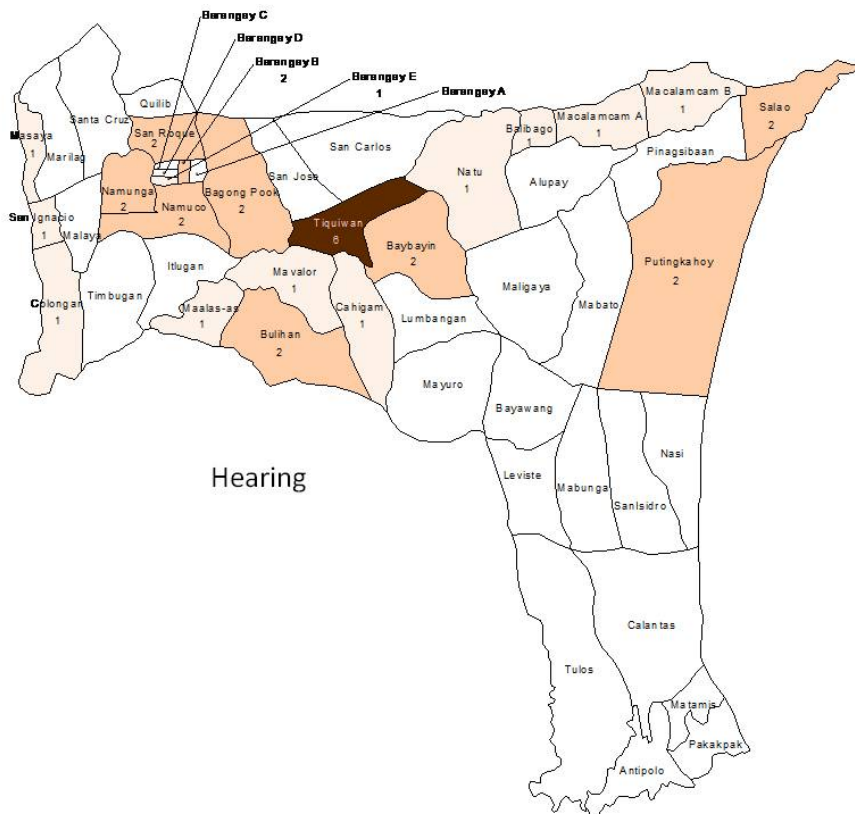 Barangay C
Barangay D
Barangay B
2
Barangay E
1
Barangay A
Quilib
Santa Cruz
San Roque
2
Masaya
1
Marilag
San Carlos
Balibago
1
Macalamcam A
1
Macalamcam B
1
Salao
2
Pinagsibaan
Natu
1
Alupay
San Jose
Namunga
2
Namuco
2
Bagong Pook
2
San Ignacio
1
Malaya
Tiquiwan
6
Baybayin
2
Putingkahoy
2
Itlugan
Mavalor
1
Timbugan
Colongan
1
Maalas-as
1
Cahigam
1
Lumbangan
Maligaya
Mabato
Bulihan
2
Mayuro
Bayawang
Nasi
Leviste
Mabunga
SanIsidro
Hearing
Calantas
Tulos
Matamis
Pakakpak
Antipolo